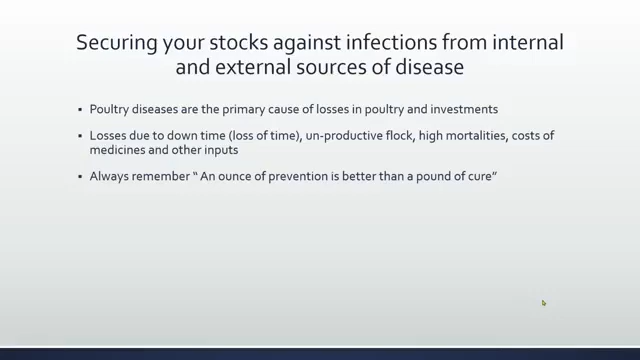 Securing your stocks against infections from internal
and external sources of disease
▪ Poultry diseases are the primary cause of losses in poultry and investments
▪ Losses due to down time (loss of time), un-productive flock, high mortalities, costs of
medicines and other inputs
▪ Always remember “ An ounce of prevention is better than a pound of cure”